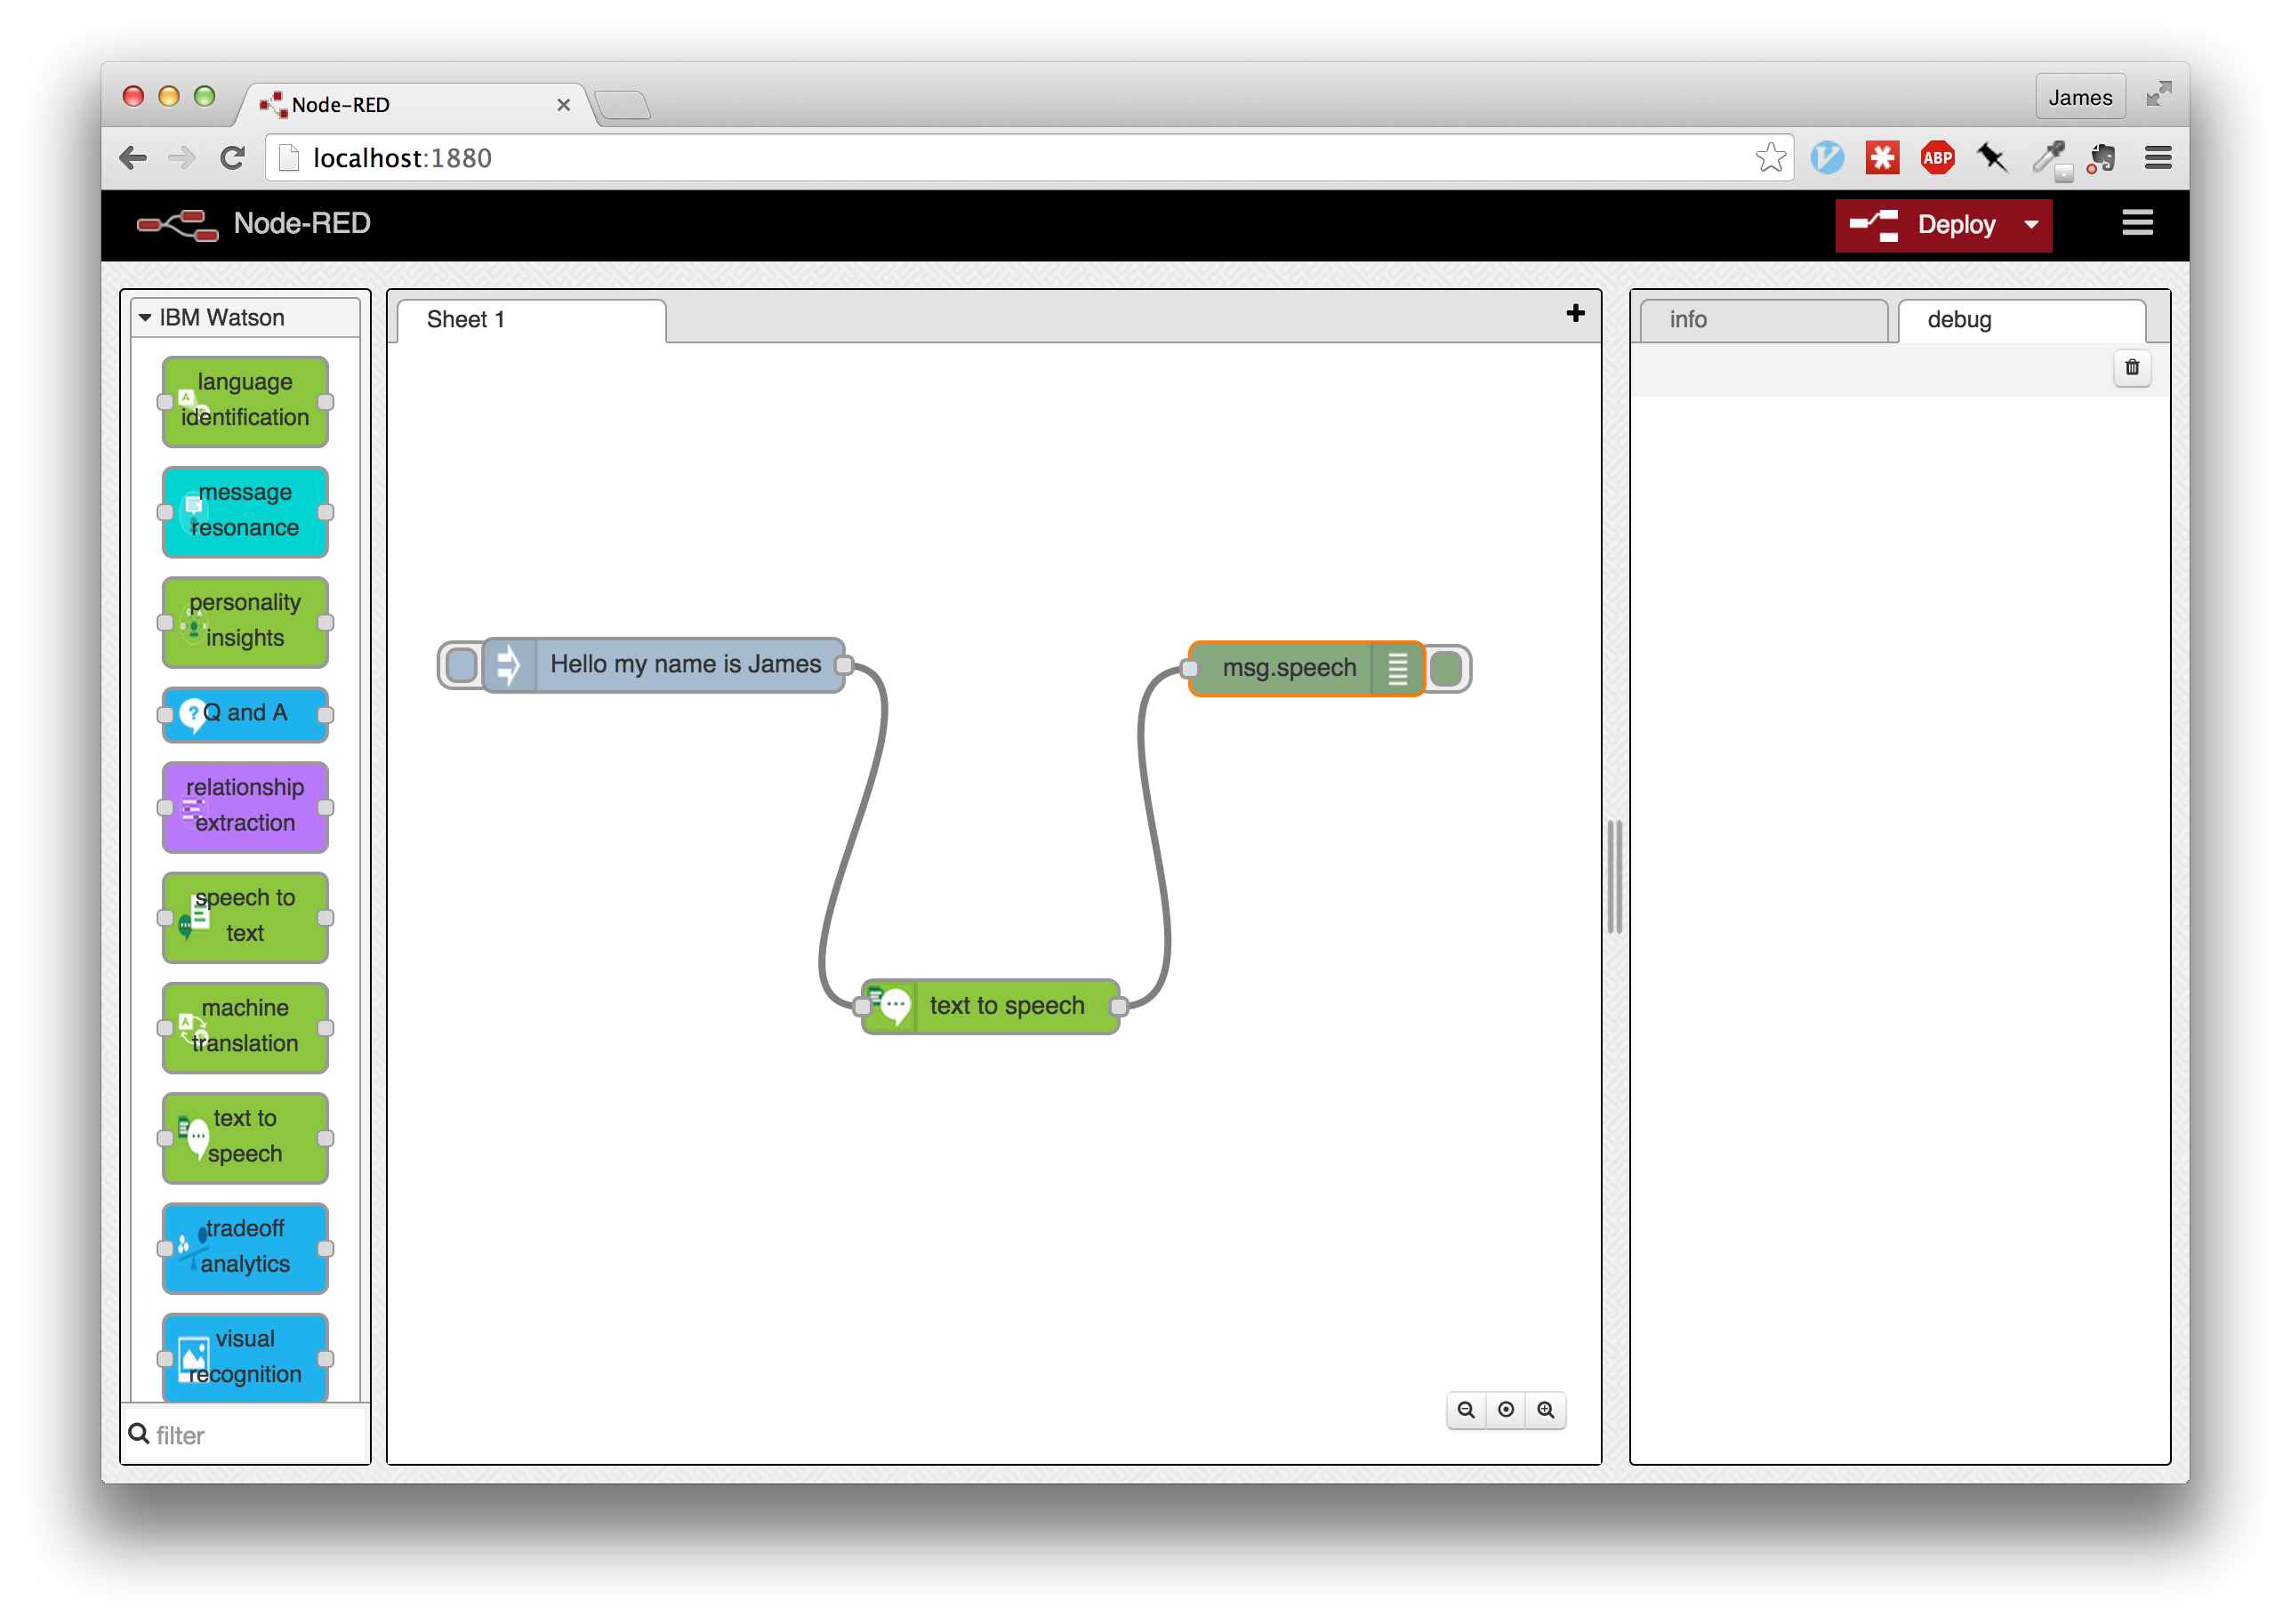 Node-RED
James
localhost:1880
ABP
Node-RED
Deploy
IBM Watson
language
identification
message
resonance
personality
insights
Q and A
relationship
extraction
speech to
text
machine
translation
text to
speech
tradeoff
analytics
visual
recognition
filter
Sheet 1
Hello my name is James
msg.speech
text to speech
info
debug